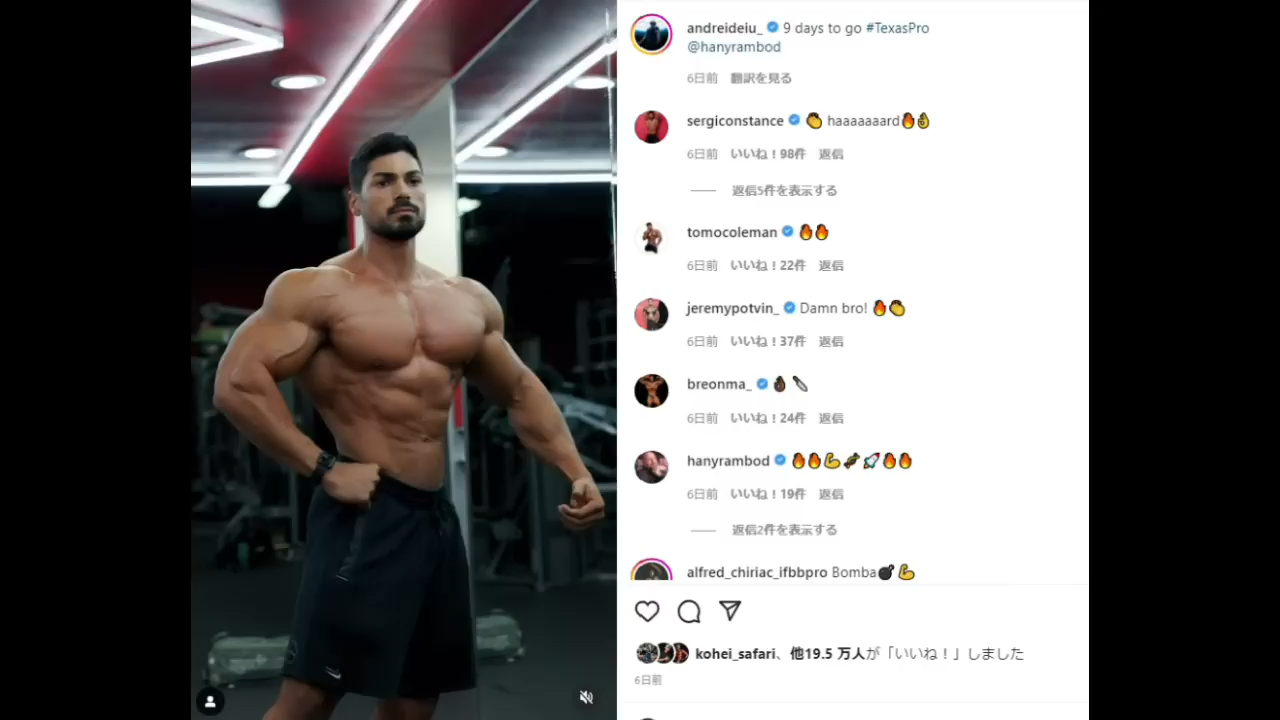 andreideiu_ 9 days to go #TexasPro
@hanyrambod
6日前 翻訳を見る
sergiconstance 👏 haaaaaaard🔥👌
6日前 いいね！98件 返信
返信5件を表示する
tomocoleman 🔥🔥
6日前 いいね！22件 返信
jeremypotvin_ Damn bro! 🔥👏
6日前 いいね！37件 返信
breonma_ 👌🏿 🔪
6日前 いいね！24件 返信
hanyrambod 🔥🔥💪🧨🚀🔥🔥
6日前 いいね！19件 返信
返信2件を表示する
alfred_chiriac_ifbbpro Bomba💣💪
kohei_safari、他19.5 万人が「いいね！」しました
6日前